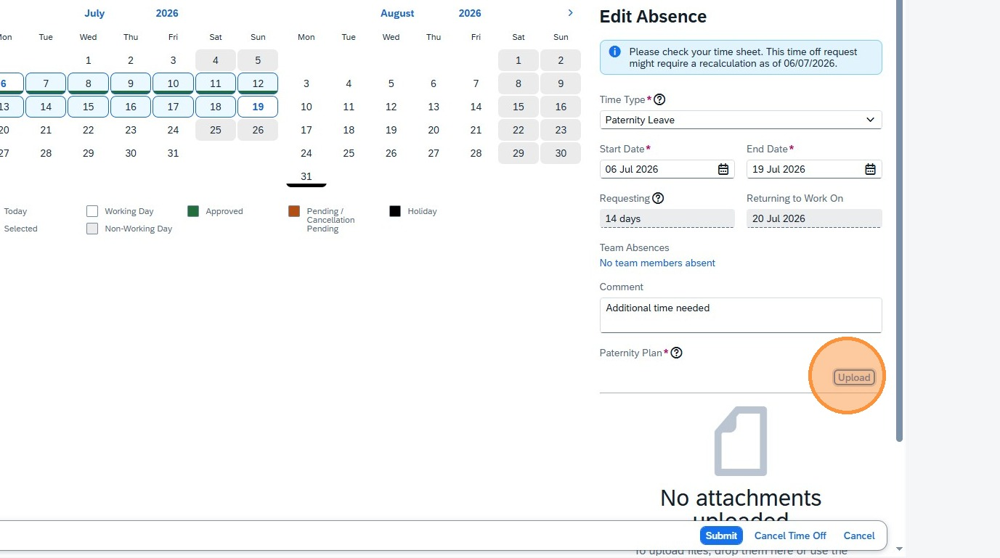 July 2026
Mon Tue Wed Thu Fri Sat Sun
1 2 3 4 5
6 7 8 9 10 11 12
13 14 15 16 17 18 19
20 21 22 23 24 25 26
27 28 29 30 31
August 2026
Mon Tue Wed Thu Fri Sat Sun
1 2
3 4 5 6 7 8 9
10 11 12 13 14 15 16
17 18 19 20 21 22 23
24 25 26 27 28 29 30
31
Today
Working Day
Approved
Pending /
Cancellation
Pending
Holiday
Selected
Non-Working Day
Edit Absence
Please check your time sheet. This time off request
might require a recalculation as of 06/07/2026.
Time Type*
Paternity Leave
Start Date* End Date*
06 Jul 2026 19 Jul 2026
Requesting Returning to Work On
14 days 20 Jul 2026
Team Absences
No team members absent
Comment
Additional time needed
Paternity Plan*
Upload
No attachments
uploaded
To upload files, drop them here or use the
Submit Cancel Time Off Cancel